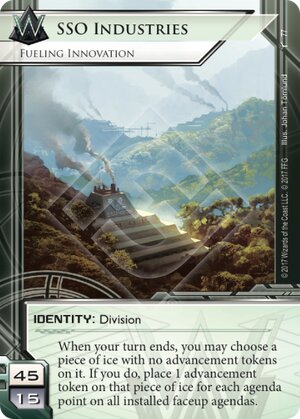 SSO Industries
Fueling Innovation
77
Illus. Johan Törnlund
© 2017 Wizards of the Coast LLC. © 2017 FFG
IDENTITY: Division
When your turn ends, you may choose a
piece of ice with no advancement tokens
on it. If you do, place 1 advancement
token on that piece of ice for each agenda
point on all installed faceup agendas.
45
15